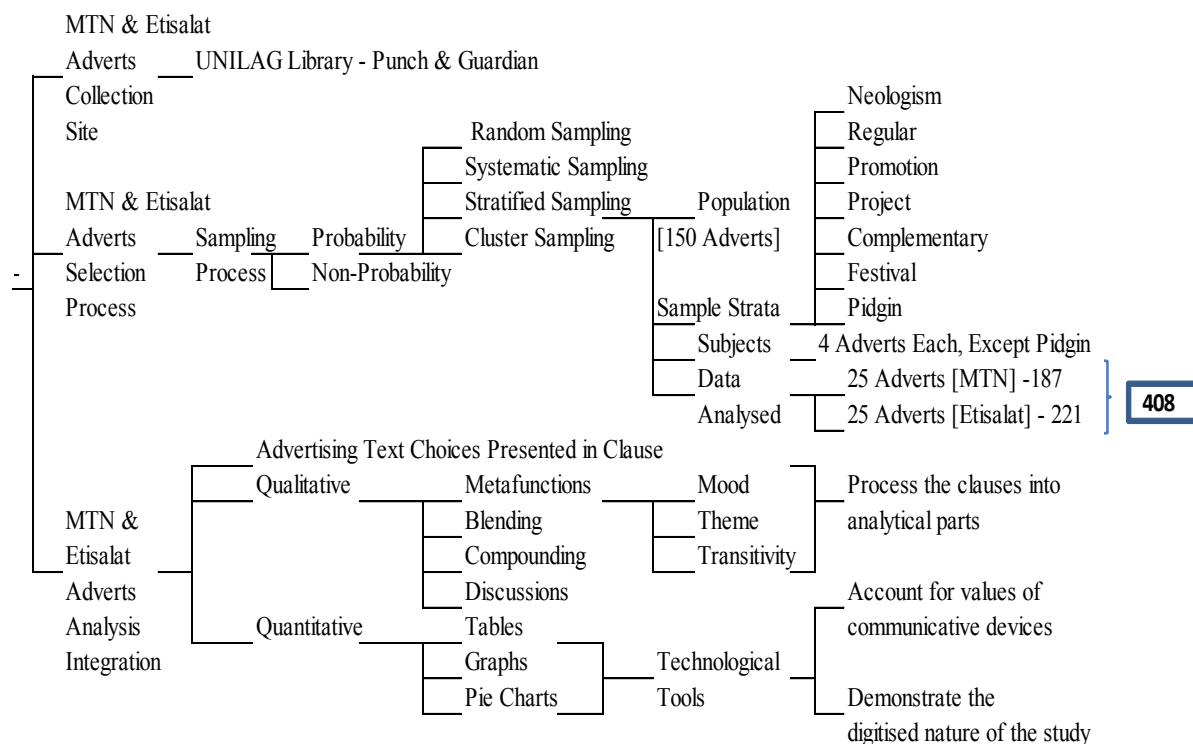 MTN & Etisalat
Adverts
Collection
Site
UNILAG Library - Punch & Guardian
MTN & Etisalat
Adverts
Selection
Process
Sampling
Process
Probability
Non-Probability
Random Sampling
Systematic Sampling
Stratified Sampling
Cluster Sampling
Population
[150 Adverts]
Sample Strata
Subjects
Data
Analysed
Neologism
Regular
Promotion
Project
Complementary
Festival
Pidgin
4 Adverts Each, Except Pidgin
25 Adverts [MTN] -187
25 Adverts [Etisalat] - 221
408
MTN &
Etisalat
Adverts
Analysis
Integration
Advertising Text Choices Presented in Clause
Qualitative
Metafunctions
Blending
Compounding
Discussions
Mood
Theme
Transitivity
Process the clauses into
analytical parts
Quantitative
Tables
Graphs
Pie Charts
Technological
Tools
Account for values of
communicative devices
Demonstrate the
digitised nature of the study